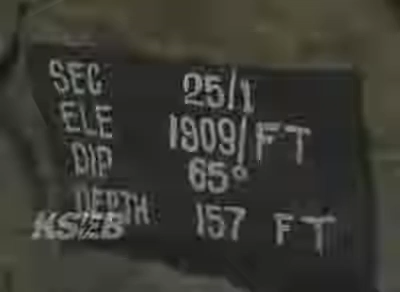 SEC 25/1
ELE 1909/FT
DIP 65°
DEPTH 157 FT
KSEB